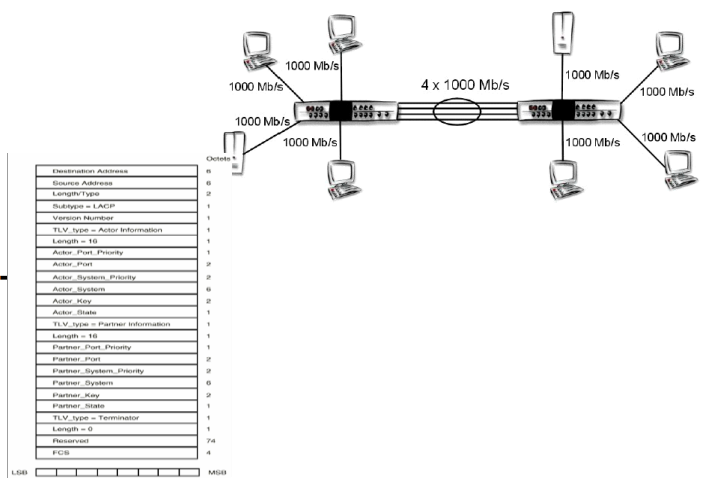 1000 Mb/s
1000 Mb/s
1000 Mb/s
1000 Mb/s
4 x 1000 Mb/s
1000 Mb/s
1000 Mb/s
1000 Mb/s
1000 Mb/s
Octets
Destination Address 6
Source Address 6
Length/Type 2
Subtype = LACP 1
Version Number 1
TLV_type = Actor Information 1
Length = 16 1
Actor_Port_Priority 1
Actor_Port 2
Actor_System_Priority 2
Actor_System 6
Actor_Key 2
Actor_State 1
TLV_type = Partner Information 1
Length = 16 1
Partner_Port_Priority 1
Partner_Port 2
Partner_System_Priority 2
Partner_System 6
Partner_Key 2
Partner_State 1
TLV_type = Terminator 1
Length = 0 1
Reserved 74
FCS 4
LSB MSB